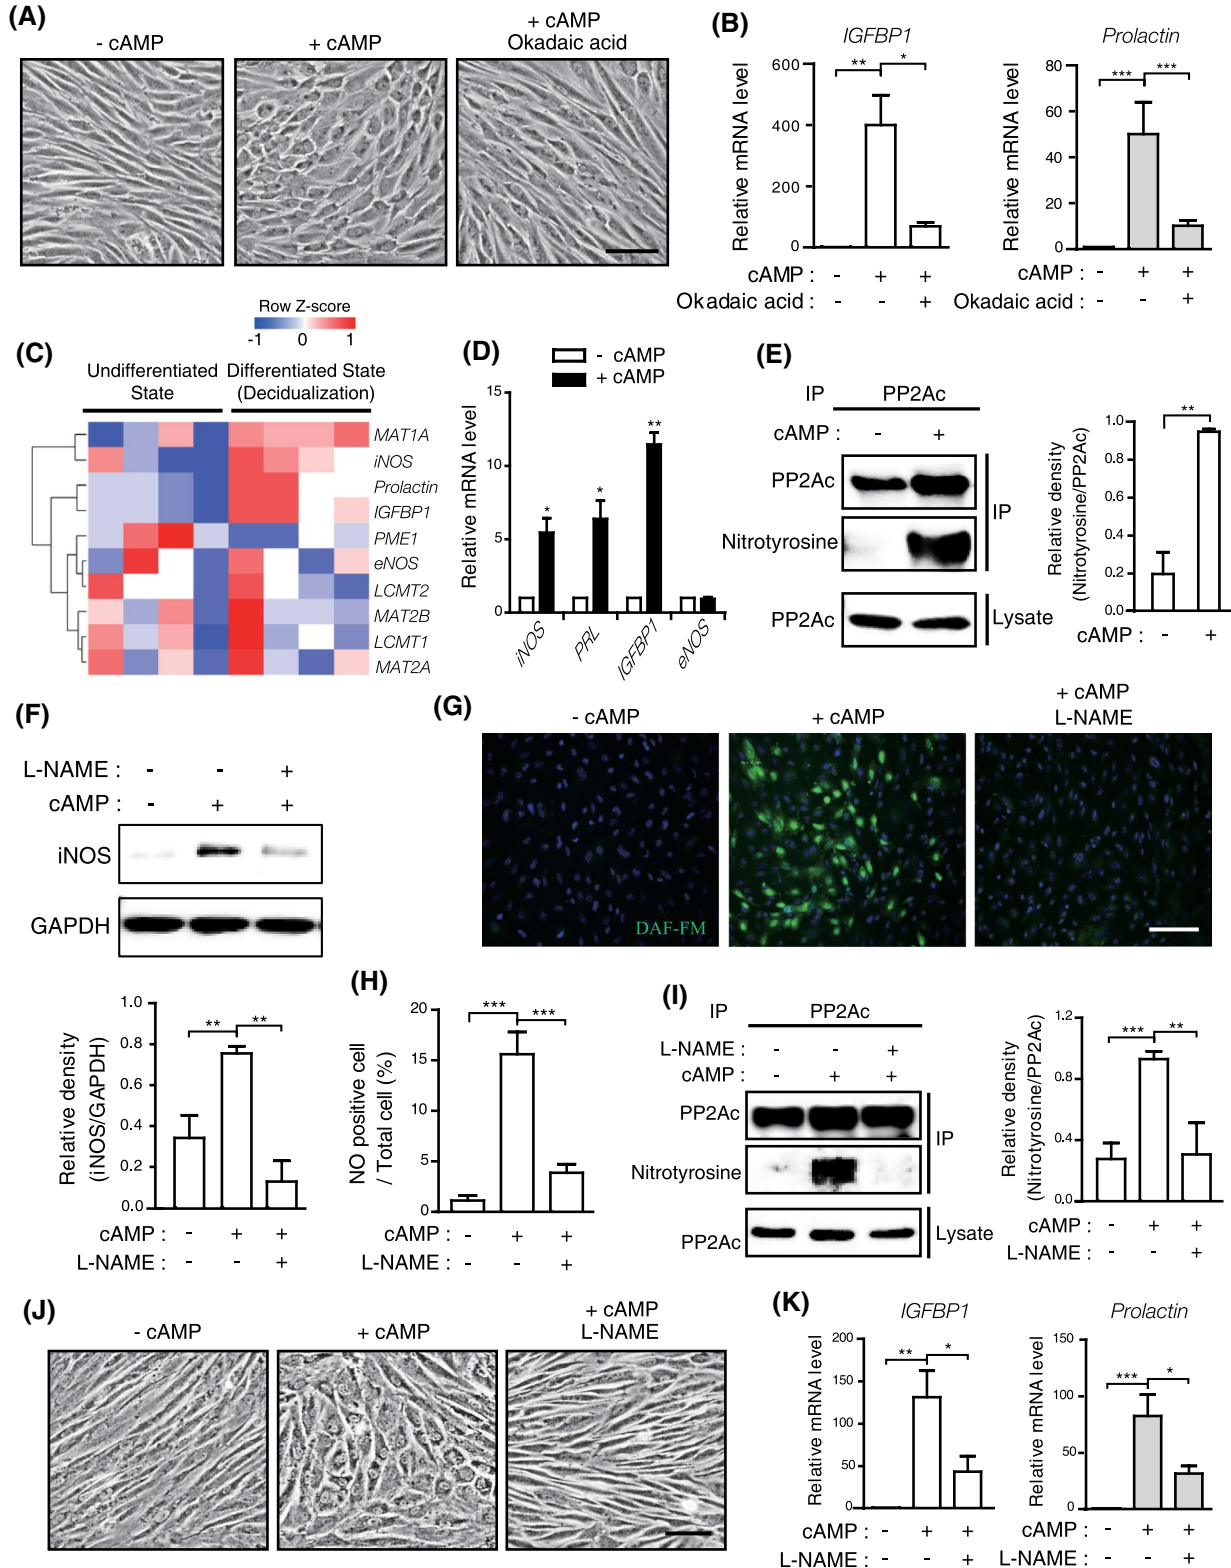 (A)
- cAMP
+ cAMP
+ cAMP
Okadaic acid
(B)
IGFBP1
Relative mRNA level
600
400
200
0
**
*
cAMP : - + +
Okadaic acid : - - +
Prolactin
Relative mRNA level
80
60
40
20
0
***
***
cAMP : - + +
Okadaic acid : - - +
(C)
Row Z-score
-1 0 1
Undifferentiated
State
Differentiated State
(Decidualization)
MAT1A
iNOS
Prolactin
IGFBP1
PME1
eNOS
LCMT2
MAT2B
LCMT1
MAT2A
(D)
- cAMP
+ cAMP
Relative mRNA level
15
10
5
0
*
*
**
iNOS
PRL
IGFBP1
eNOS
(E)
IP PP2Ac
cAMP : - +
PP2Ac
Nitrotyrosine
IP
PP2Ac
Lysate
Relative density
(Nitrotyrosine/PP2Ac)
1.0
0.8
0.6
0.4
0.2
0.0
**
cAMP : - +
(F)
L-NAME : - - +
cAMP : - + +
iNOS
GAPDH
Relative density
(iNOS/GAPDH)
1.0
0.8
0.6
0.4
0.2
0.0
**
**
cAMP : - + +
L-NAME : - - +
(G)
- cAMP
+ cAMP
+ cAMP
L-NAME
DAF-FM
(H)
NO positive cell
/ Total cell (%)
20
15
10
5
0
***
***
cAMP : - + +
L-NAME : - - +
(I)
IP PP2Ac
L-NAME : - - +
cAMP : - + +
PP2Ac
Nitrotyrosine
IP
PP2Ac
Lysate
Relative density
(Nitrotyrosine/PP2Ac)
1.2
0.8
0.4
0.0
***
**
cAMP : - + +
L-NAME : - - +
(J)
- cAMP
+ cAMP
+ cAMP
L-NAME
(K)
IGFBP1
Relative mRNA level
200
150
100
50
0
**
*
cAMP : - + +
L-NAME : - - +
Prolactin
Relative mRNA level
150
100
50
0
***
*
cAMP : - + +
L-NAME : - - +